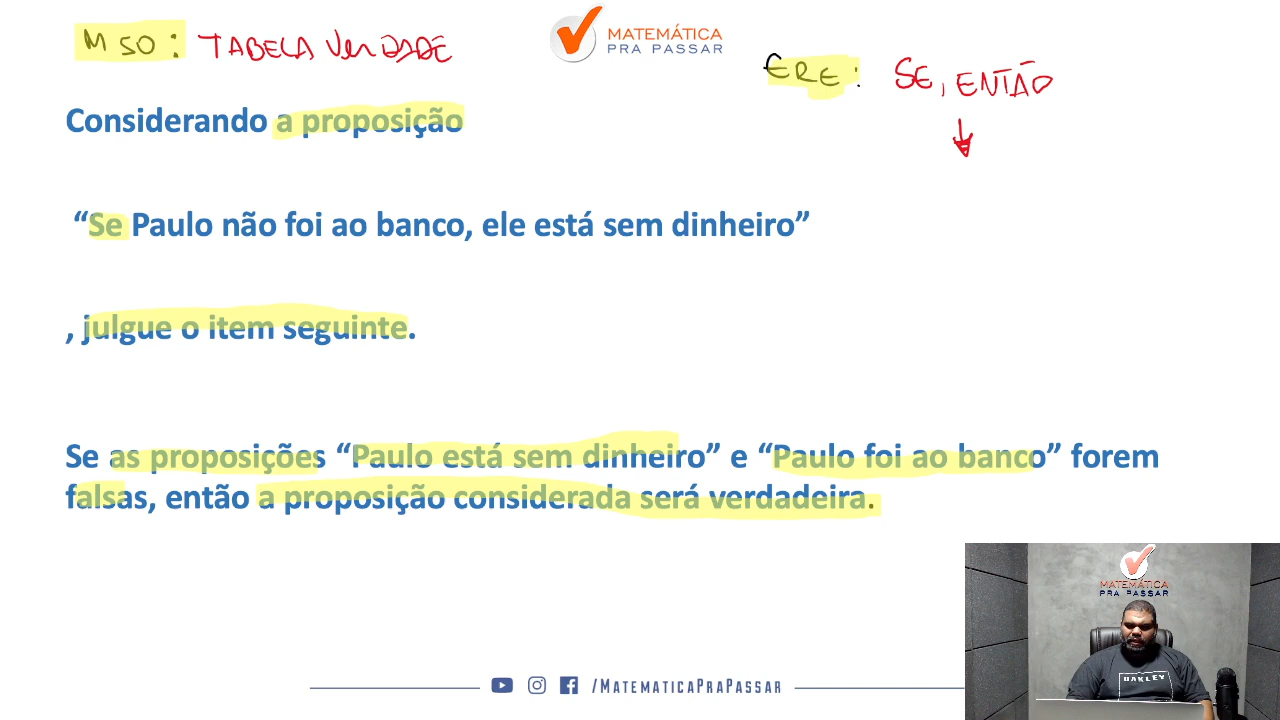 M SO: TABELA VERDADE
MATEMÁTICA
PRA PASSAR
ERE: SE, ENTÃO
Considerando a proposição
“Se Paulo não foi ao banco, ele está sem dinheiro”
, julgue o item seguinte.
Se as proposições “Paulo está sem dinheiro” e “Paulo foi ao banco” forem
falsas, então a proposição considerada será verdadeira.
MATEMÁTICA
PRA PASSAR
OAKLEY
/MatematicaPraPassar